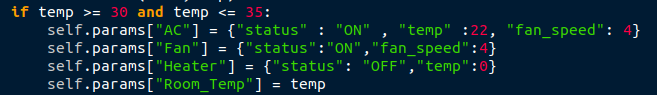 if temp >= 30 and temp <= 35:
self.params["AC"] = {"status" : "ON" , "temp" :22, "fan_speed": 4}
self.params["Fan"] = {"status":"ON","fan_speed":4}
self.params["Heater"] = {"status": "OFF","temp":0}
self.params["Room_Temp"] = temp